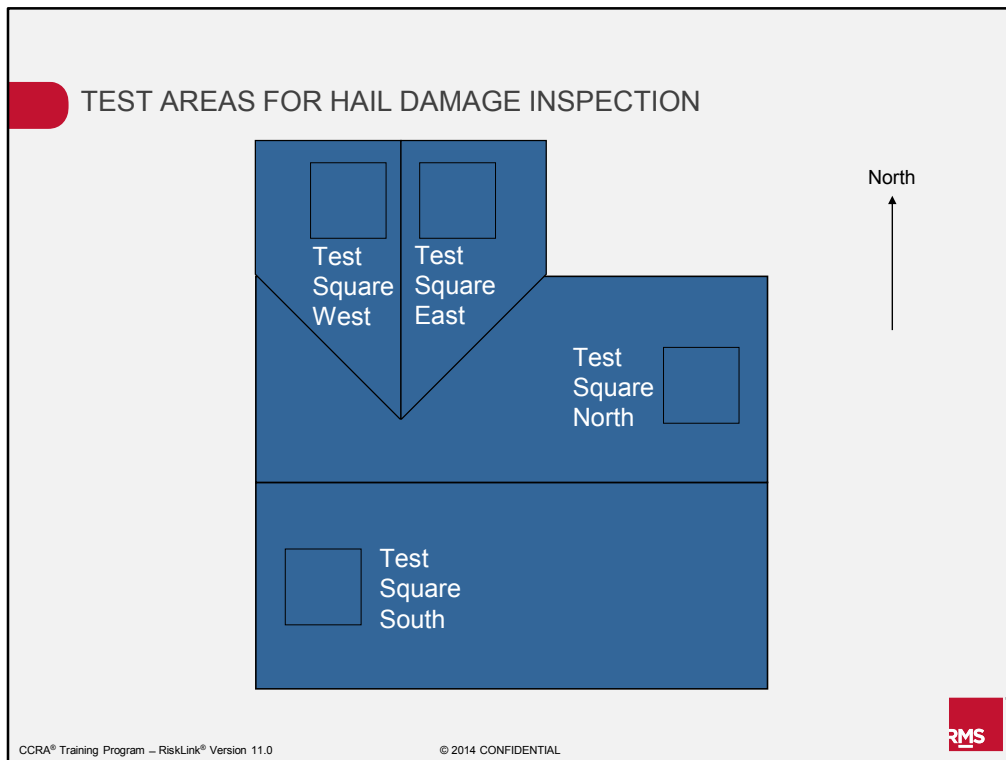 TEST AREAS FOR HAIL DAMAGE INSPECTION
North
Test
Square
West
Test
Square
East
Test
Square
North
Test
Square
South
CCRA® Training Program – RiskLink® Version 11.0
© 2014 CONFIDENTIAL
RMS